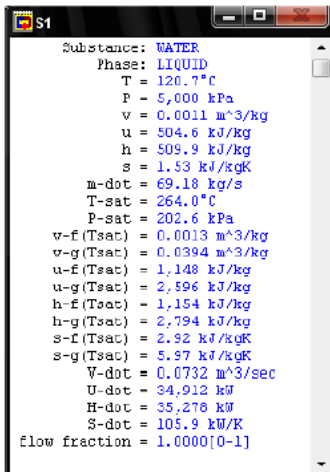 S1
Substance: WATER
Phase: LIQUID
T = 120.7°C
P = 5,000 kPa
v = 0.0011 m^3/kg
u = 504.6 kJ/kg
h = 509.9 kJ/kg
s = 1.53 kJ/kgK
m-dot = 69.18 kg/s
T-sat = 264.0°C
P-sat = 202.6 kPa
v-f(Tsat) = 0.0013 m^3/kg
v-g(Tsat) = 0.0394 m^3/kg
u-f(Tsat) = 1,148 kJ/kg
u-g(Tsat) = 2,596 kJ/kg
h-f(Tsat) = 1,154 kJ/kg
h-g(Tsat) = 2,794 kJ/kg
s-f(Tsat) = 2.92 kJ/kgK
s-g(Tsat) = 5.97 kJ/kgK
V-dot = 0.0732 m^3/sec
U-dot = 34,912 kW
H-dot = 35,278 kW
S-dot = 105.9 kW/K
flow fraction = 1.0000[0-1]